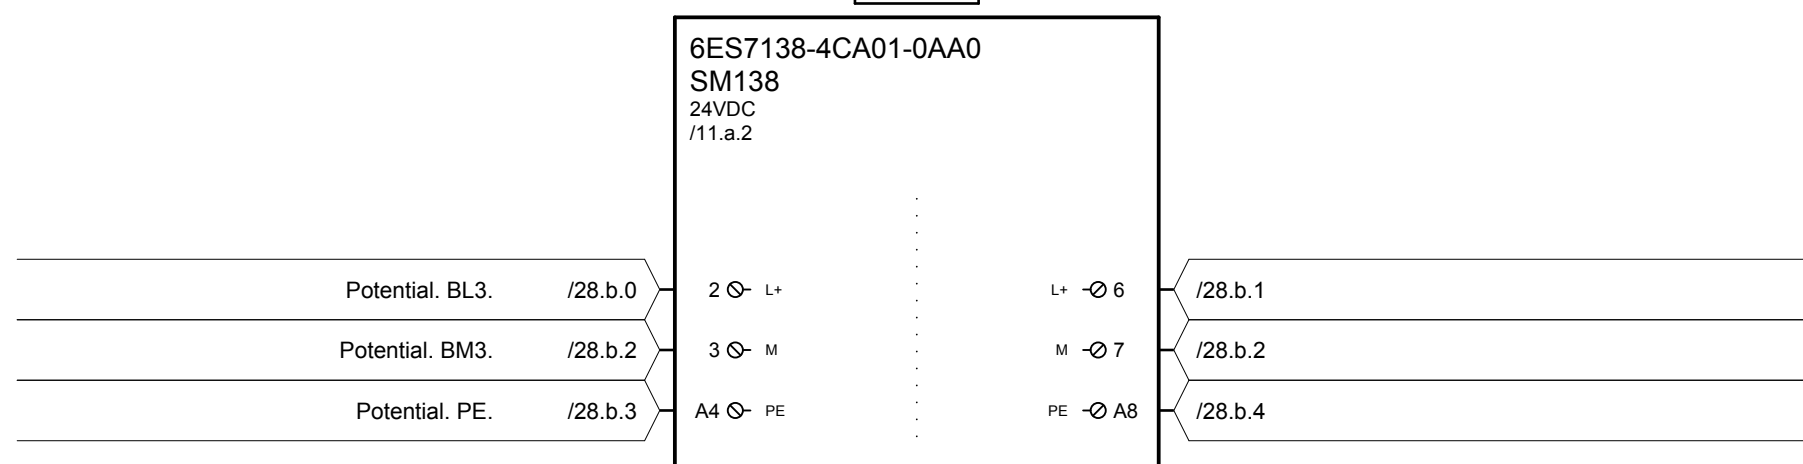 6ES7138-4CA01-0AA0
SM138
24VDC
/11.a.2
Potential. BL3. /28.b.0 2 L+ L+ 6 /28.b.1
Potential. BM3. /28.b.2 3 M M 7 /28.b.2
Potential. PE. /28.b.3 A4 PE PE A8 /28.b.4